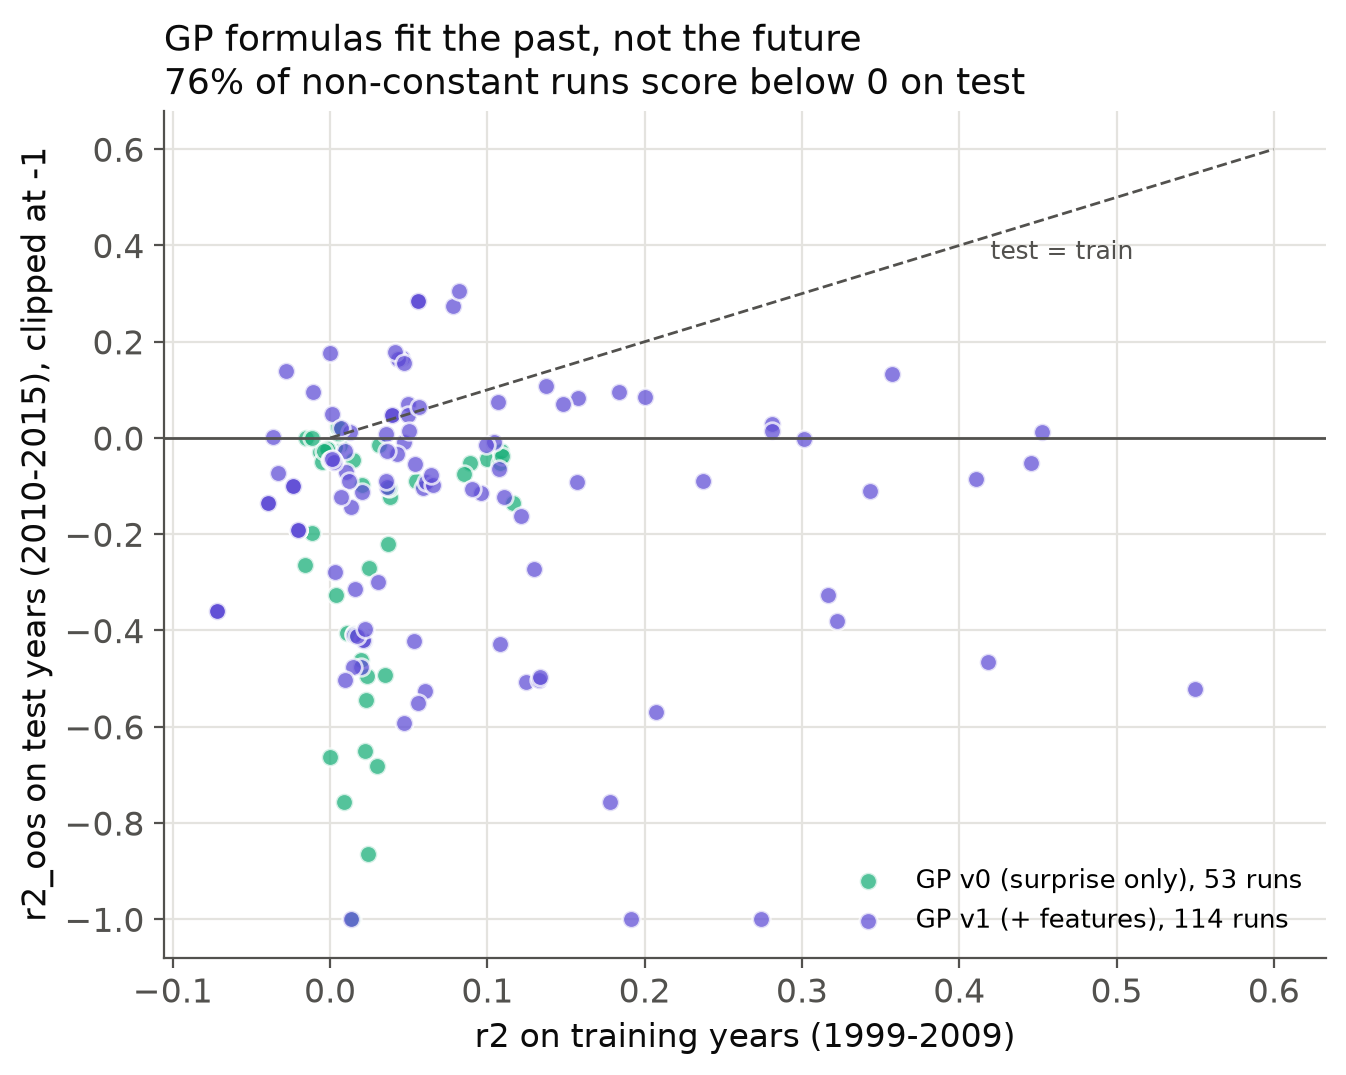 GP formulas fit the past, not the future
76% of non-constant runs score below 0 on test
r2_oos on test years (2010-2015), clipped at -1
0.6
0.4
0.2
0.0
−0.2
−0.4
−0.6
−0.8
−1.0
test = train
GP v0 (surprise only), 53 runs
GP v1 (+ features), 114 runs
−0.1 0.0 0.1 0.2 0.3 0.4 0.5 0.6
r2 on training years (1999-2009)